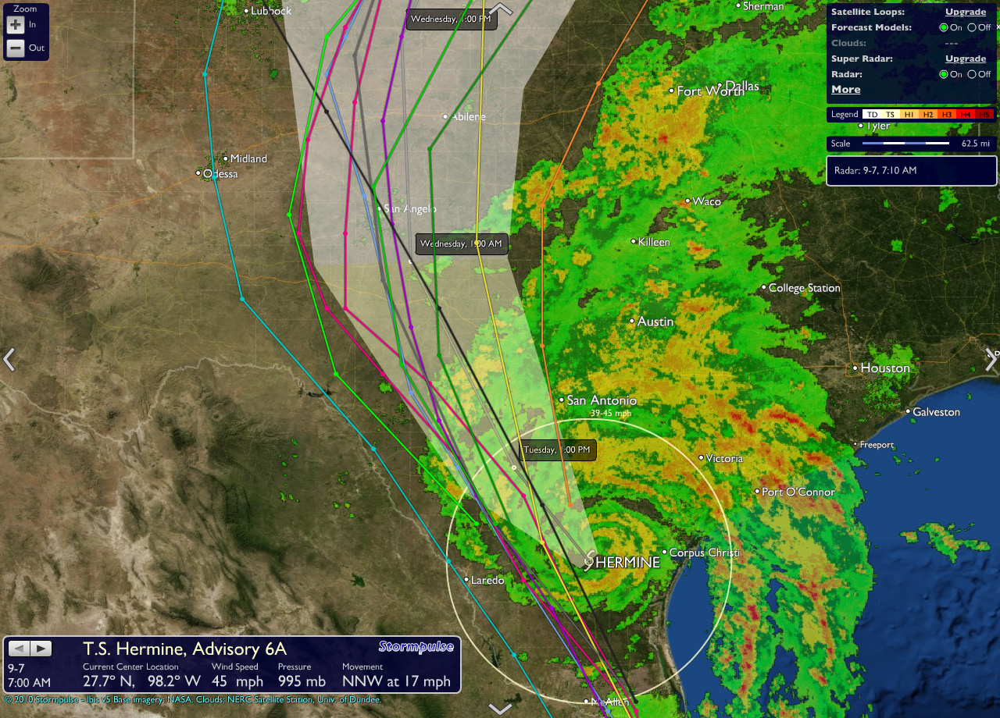 Zoom
In
Out
Lubbock
Wednesday, 1:00 PM
Sherman
Satellite Loops: Upgrade
Forecast Models: On Off
Clouds: ---
Super Radar: Upgrade
Radar: On Off
More
Legend TD TS H1 H2 H3 H4 H5
Scale 62.5 mi
Radar: 9-7, 7:10 AM
Dallas
Fort Worth
Tyler
Abilene
Midland
Odessa
Waco
San Angelo
Wednesday, 1:00 AM
Killeen
College Station
Austin
Houston
San Antonio
39-45 mph
Galveston
Freeport
Tuesday, 1:00 PM
Victoria
Port O'Connor
Corpus Christi
HERMINE
Laredo
McAllen
T.S. Hermine, Advisory 6A
Stormpulse
9-7
7:00 AM
Current Center Location Wind Speed Pressure Movement
27.7° N, 98.2° W 45 mph 995 mb NNW at 17 mph
© 2010 Stormpulse - Ibis v5 Base imagery: NASA. Clouds: NERC Satellite Station, Univ. of Dundee.